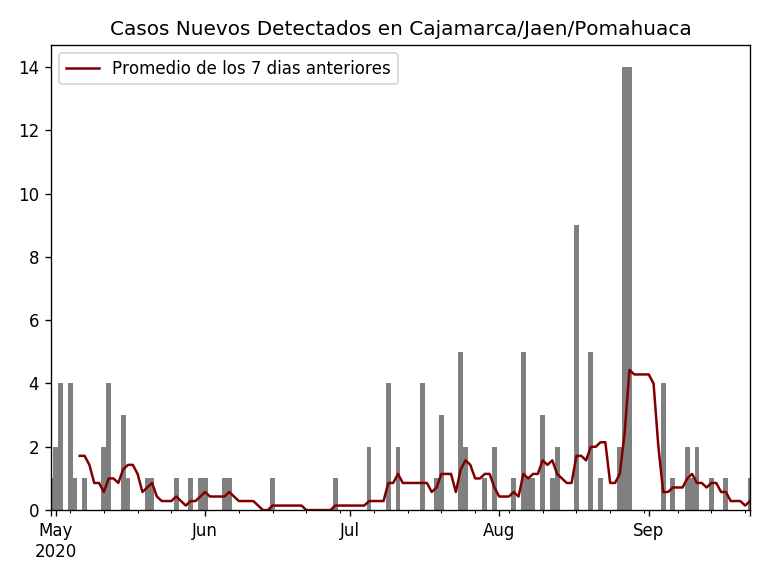 Casos Nuevos Detectados en Cajamarca/Jaen/Pomahuaca
Promedio de los 7 dias anteriores
14
12
10
8
6
4
2
0
May
2020
Jun
Jul
Aug
Sep